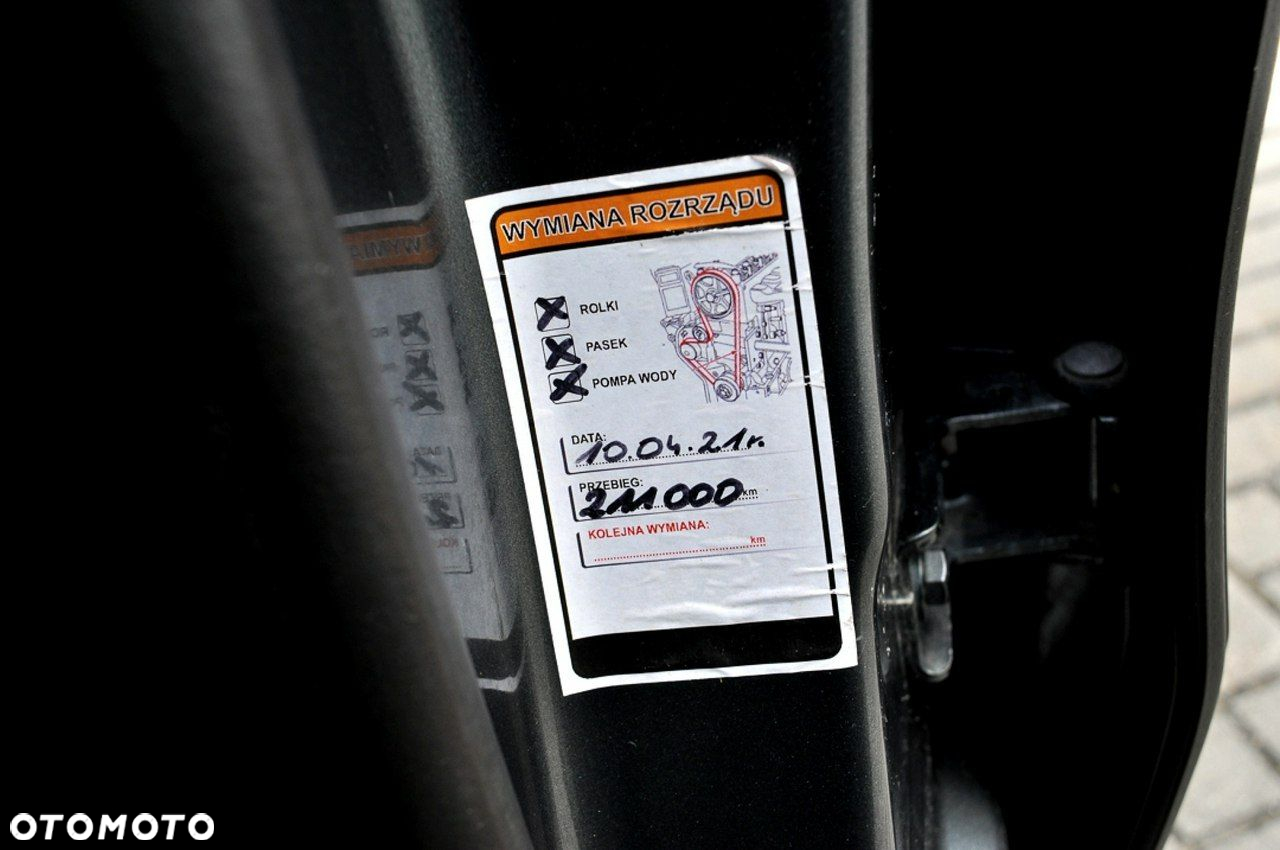 WYMIANA ROZRZĄDU
ROLKI
PASEK
POMPA WODY
DATA:
10.04.21r.
PRZEBIEG:
211.000 km
KOLEJNA WYMIANA:
km
OTOMOTO